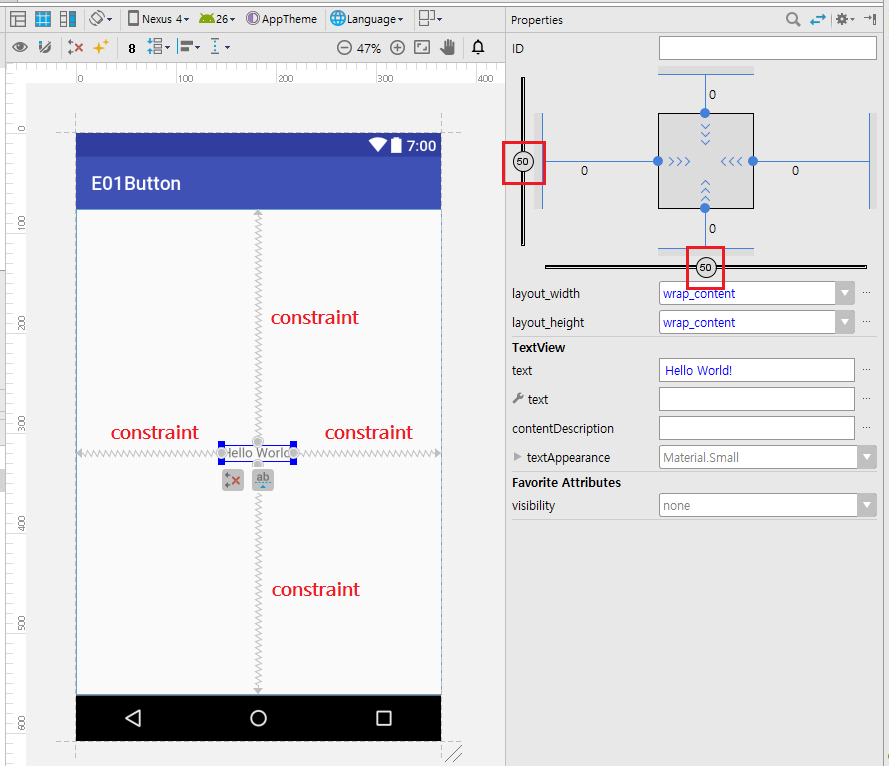 Nexus 4 26 AppTheme Language Properties
8 47%
ID
0 100 200 300 400
0
100
200
300
400
500
600
7:00
E01Button
constraint
constraint constraint
Hello World
constraint
ab
0
50
0
0
0
50
layout_width wrap_content
layout_height wrap_content
TextView
text Hello World!
text
contentDescription
textAppearance Material.Small
Favorite Attributes
visibility none